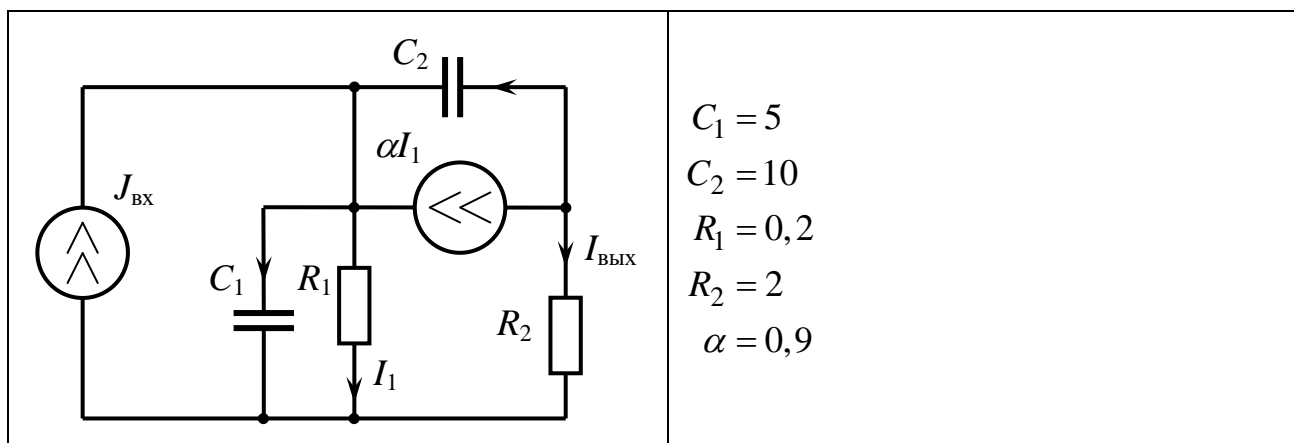 C₂
αI₁
Jвх
C₁
R₁
Iвых
R₂
I₁
C₁ = 5
C₂ = 10
R₁ = 0,2
R₂ = 2
α = 0,9